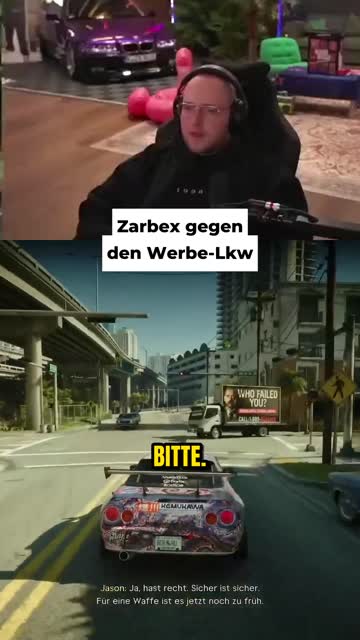 1998
Zarbex gegen
den Werbe-Lkw
WHO FAILED
YOU?
BITTE.
Jason: Ja, hast recht. Sicher ist sicher.
Für eine Waffe ist es jetzt noch zu früh.